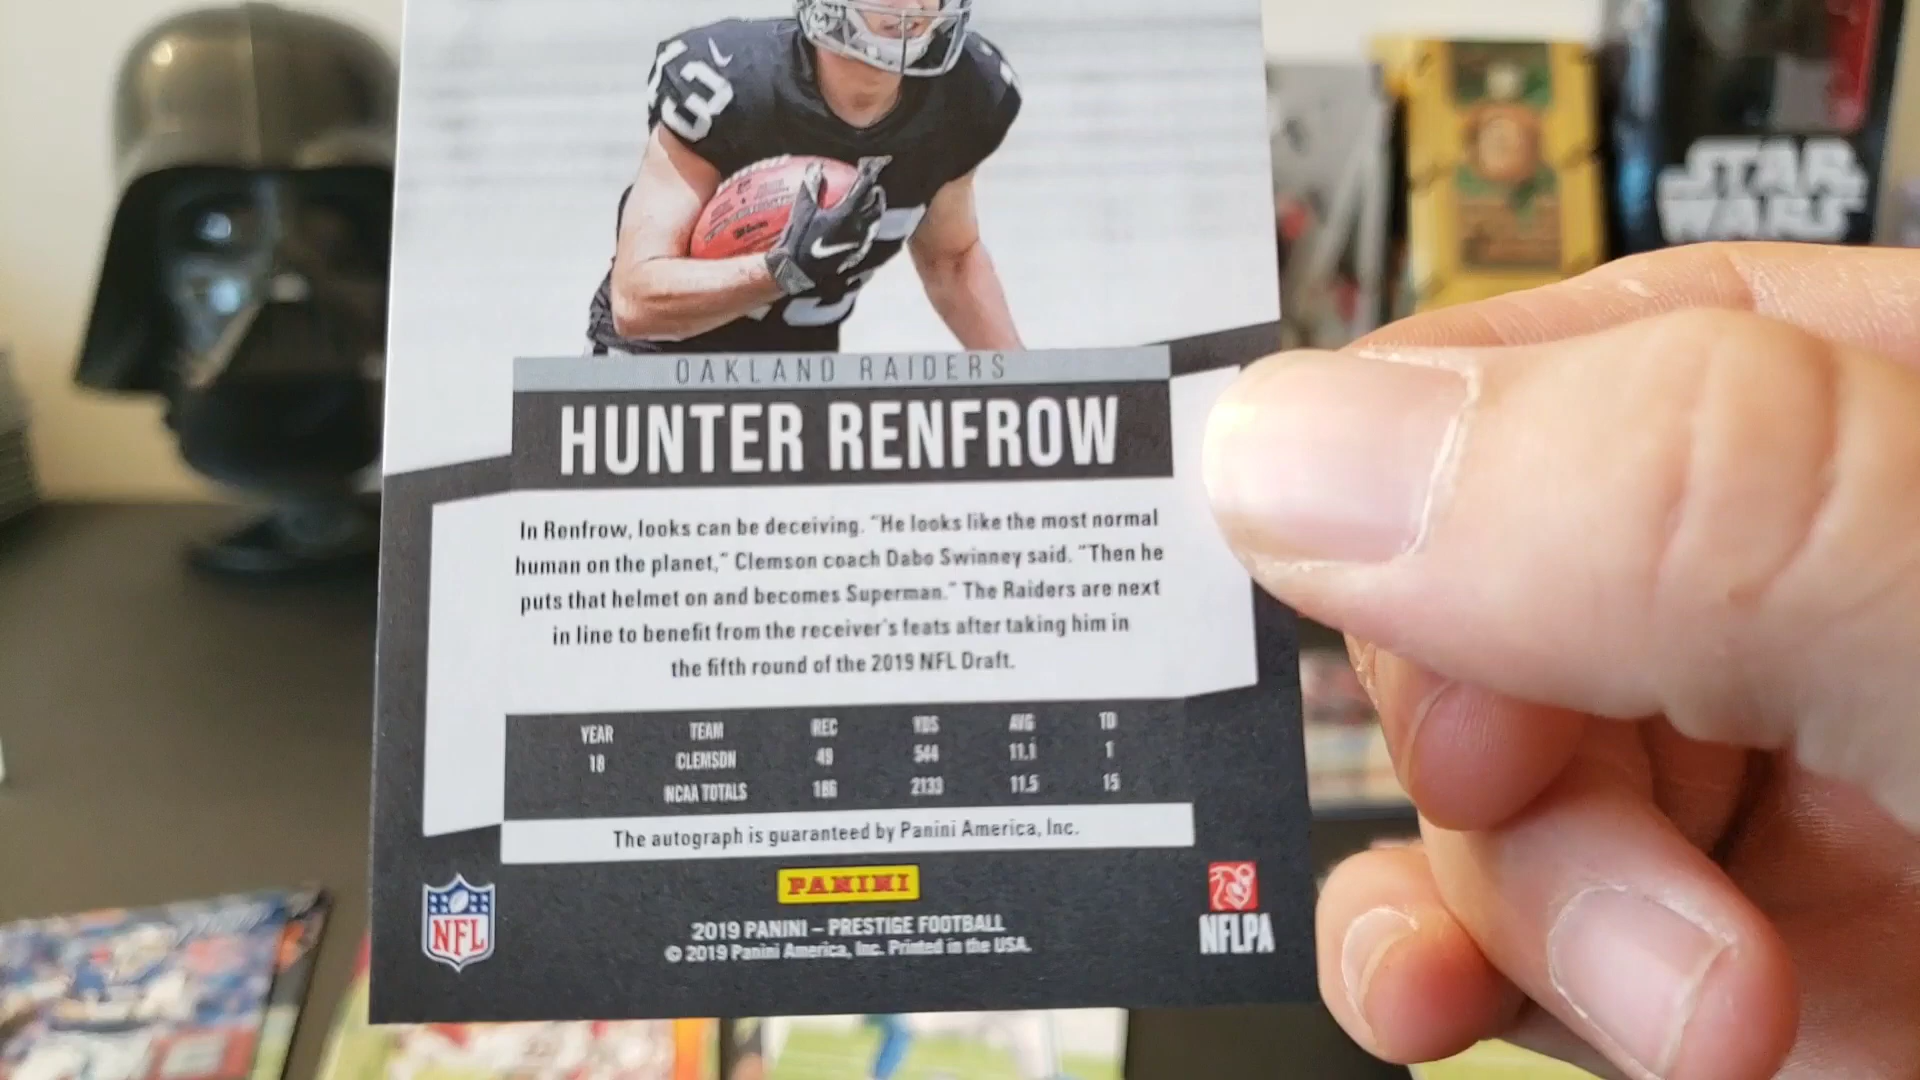 STAR
WARS
13
OAKLAND RAIDERS
HUNTER RENFROW
In Renfrow, looks can be deceiving. "He looks like the most normal
human on the planet," Clemson coach Dabo Swinney said. "Then he
puts that helmet on and becomes Superman." The Raiders are next
in line to benefit from the receiver's feats after taking him in
the fifth round of the 2019 NFL Draft.
YEAR TEAM REC YDS AVG TD
18 CLEMSON 49 544 11.1 1
NCAA TOTALS 186 2133 11.5 15
The autograph is guaranteed by Panini America, Inc.
PANINI
NFL
2019 PANINI – PRESTIGE FOOTBALL
© 2019 Panini America, Inc. Printed in the USA.
NFLPA